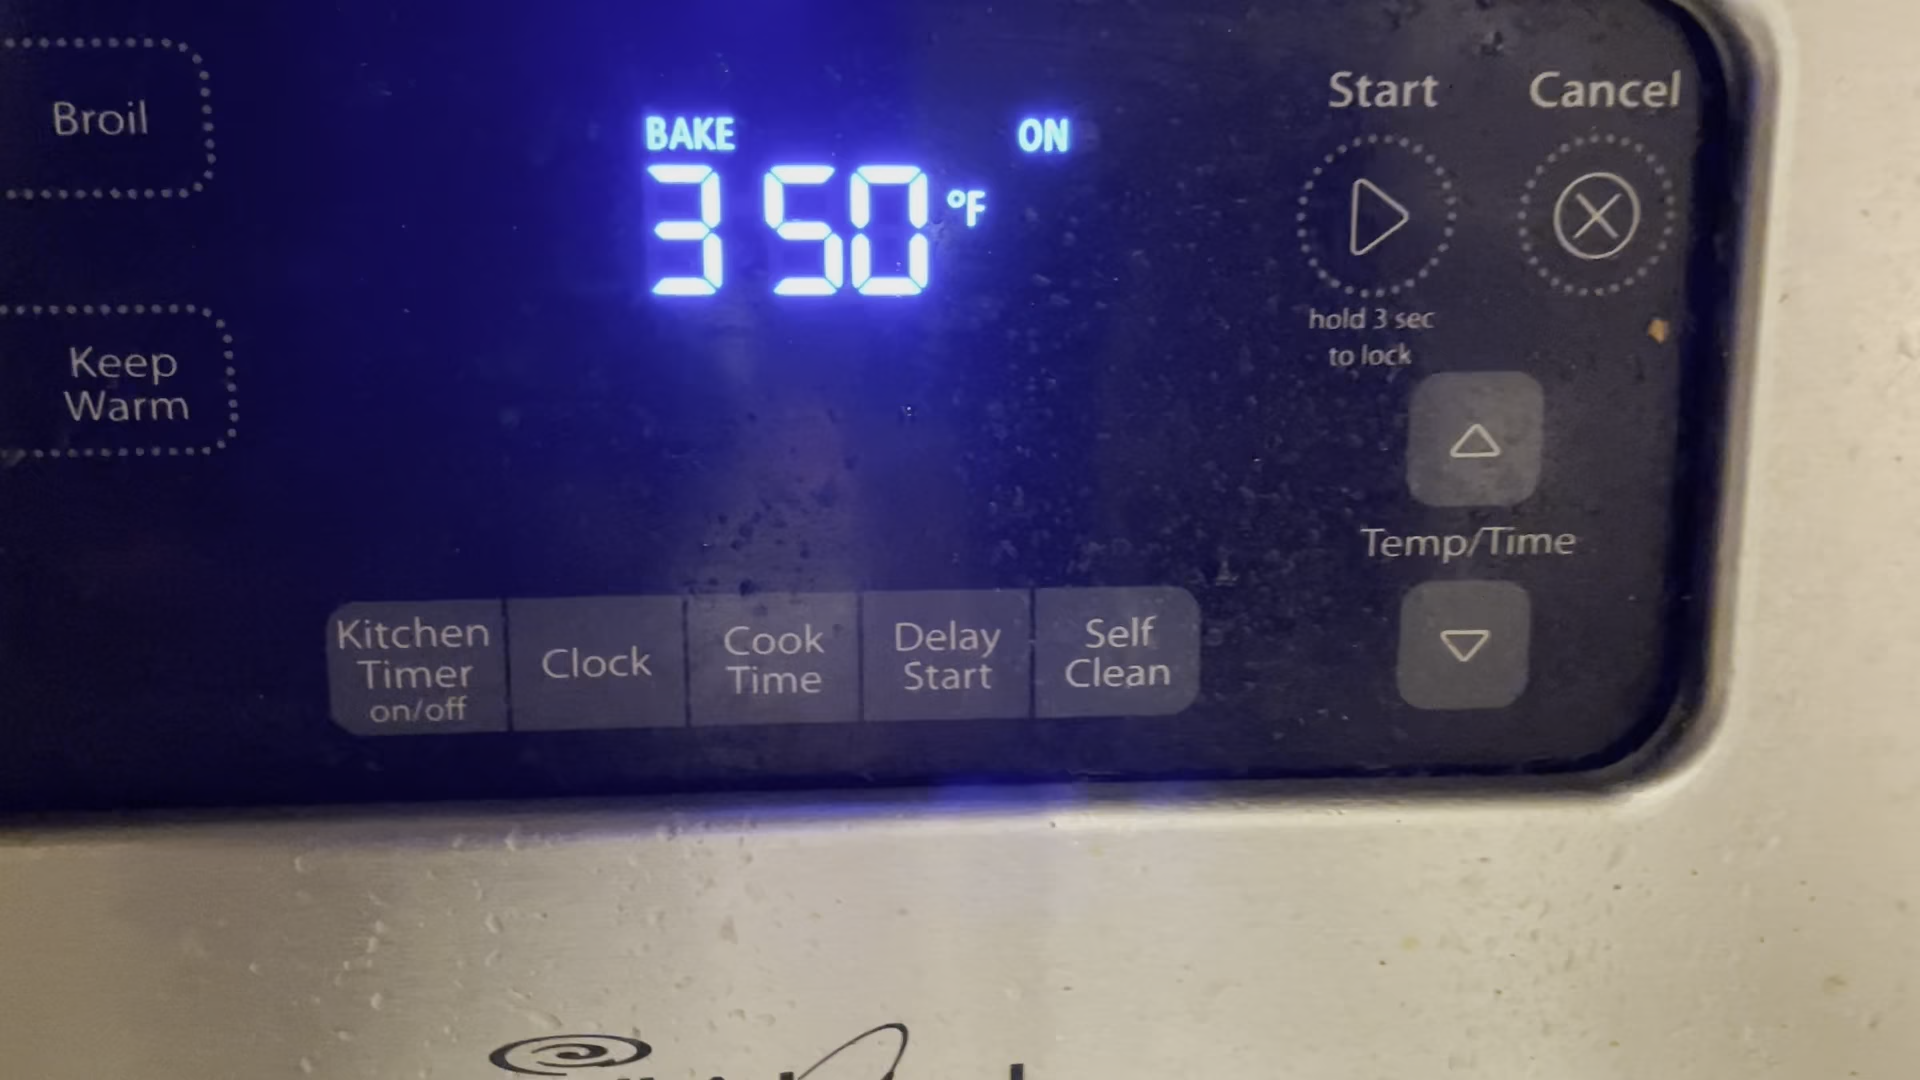 Broil
BAKE
ON
350 °F
Start
Cancel
hold 3 sec
to lock
Keep
Warm
Temp/Time
Kitchen
Timer
on/off
Clock
Cook
Time
Delay
Start
Self
Clean